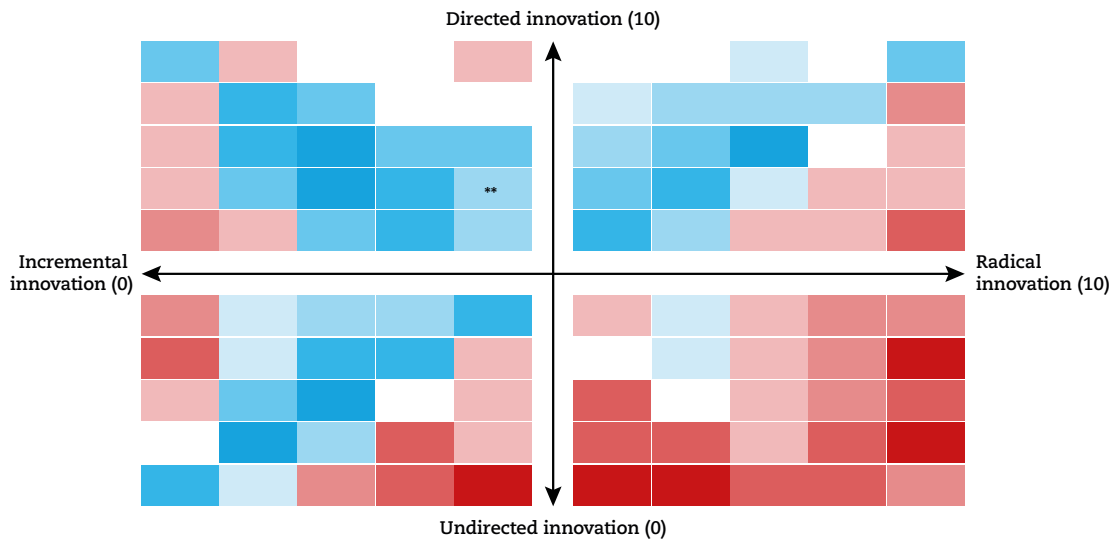 Directed innovation (10)
**
Incremental
innovation (0)
Radical
innovation (10)
Undirected innovation (0)